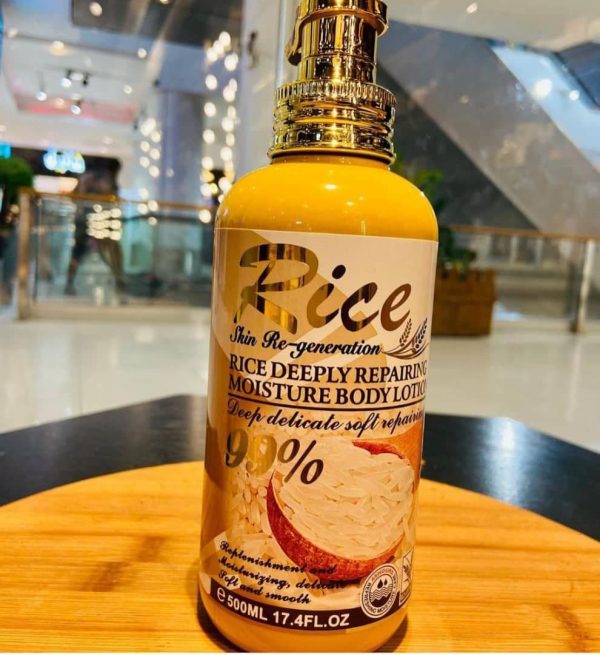 Rice
Skin Re-generation
RICE DEEPLY REPAIRING
MOISTURE BODY LOTION
Deep delicate soft repairing
99%
Replenishment and
Moisturizing, delicate
Soft and smooth
e 500ML 17.4FL.OZ